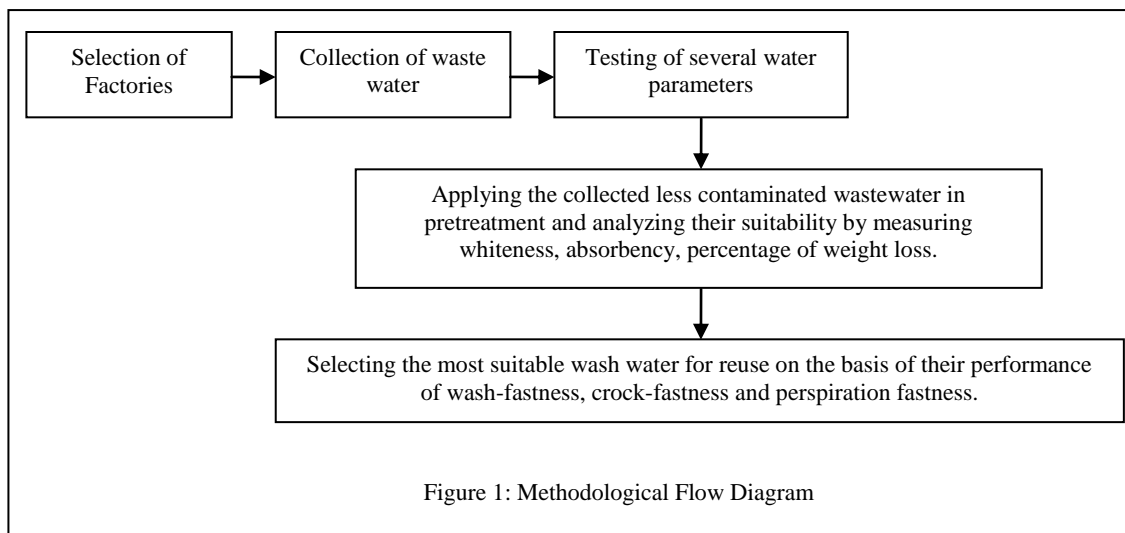 Selection of
Factories
Collection of waste
water
Testing of several water
parameters
Applying the collected less contaminated wastewater in
pretreatment and analyzing their suitability by measuring
whiteness, absorbency, percentage of weight loss.
Selecting the most suitable wash water for reuse on the basis of their performance
of wash-fastness, crock-fastness and perspiration fastness.
Figure 1: Methodological Flow Diagram